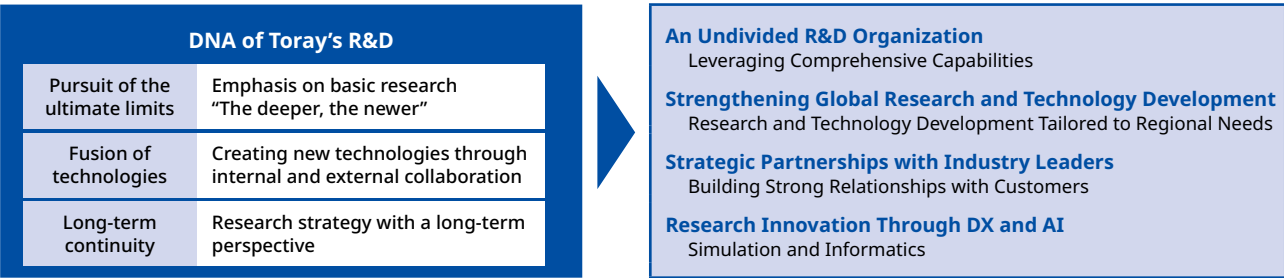 DNA of Toray’s R&D
Pursuit of the
ultimate limits
Emphasis on basic research
“The deeper, the newer”
Fusion of
technologies
Creating new technologies through
internal and external collaboration
Long-term
continuity
Research strategy with a long-term
perspective
An Undivided R&D Organization
Leveraging Comprehensive Capabilities
Strengthening Global Research and Technology Development
Research and Technology Development Tailored to Regional Needs
Strategic Partnerships with Industry Leaders
Building Strong Relationships with Customers
Research Innovation Through DX and AI
Simulation and Informatics